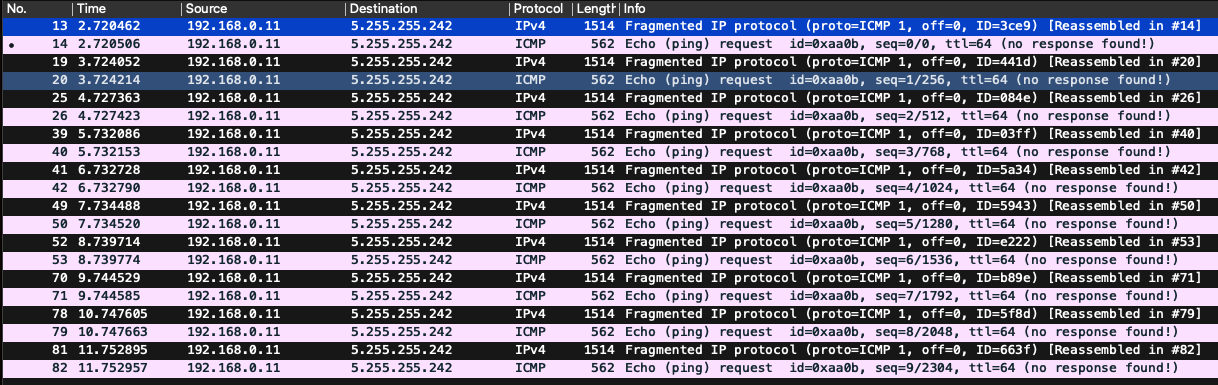 No. Time Source Destination Protocol Length Info
13 2.720462 192.168.0.11 5.255.255.242 IPv4 1514 Fragmented IP protocol (proto=ICMP 1, off=0, ID=3ce9) [Reassembled in #14]
14 2.720506 192.168.0.11 5.255.255.242 ICMP 562 Echo (ping) request id=0xaa0b, seq=0/0, ttl=64 (no response found!)
19 3.724052 192.168.0.11 5.255.255.242 IPv4 1514 Fragmented IP protocol (proto=ICMP 1, off=0, ID=441d) [Reassembled in #20]
20 3.724214 192.168.0.11 5.255.255.242 ICMP 562 Echo (ping) request id=0xaa0b, seq=1/256, ttl=64 (no response found!)
25 4.727363 192.168.0.11 5.255.255.242 IPv4 1514 Fragmented IP protocol (proto=ICMP 1, off=0, ID=084e) [Reassembled in #26]
26 4.727423 192.168.0.11 5.255.255.242 ICMP 562 Echo (ping) request id=0xaa0b, seq=2/512, ttl=64 (no response found!)
39 5.732086 192.168.0.11 5.255.255.242 IPv4 1514 Fragmented IP protocol (proto=ICMP 1, off=0, ID=03ff) [Reassembled in #40]
40 5.732153 192.168.0.11 5.255.255.242 ICMP 562 Echo (ping) request id=0xaa0b, seq=3/768, ttl=64 (no response found!)
41 6.732728 192.168.0.11 5.255.255.242 IPv4 1514 Fragmented IP protocol (proto=ICMP 1, off=0, ID=5a34) [Reassembled in #42]
42 6.732790 192.168.0.11 5.255.255.242 ICMP 562 Echo (ping) request id=0xaa0b, seq=4/1024, ttl=64 (no response found!)
49 7.734488 192.168.0.11 5.255.255.242 IPv4 1514 Fragmented IP protocol (proto=ICMP 1, off=0, ID=5943) [Reassembled in #50]
50 7.734520 192.168.0.11 5.255.255.242 ICMP 562 Echo (ping) request id=0xaa0b, seq=5/1280, ttl=64 (no response found!)
52 8.739714 192.168.0.11 5.255.255.242 IPv4 1514 Fragmented IP protocol (proto=ICMP 1, off=0, ID=e222) [Reassembled in #53]
53 8.739774 192.168.0.11 5.255.255.242 ICMP 562 Echo (ping) request id=0xaa0b, seq=6/1536, ttl=64 (no response found!)
70 9.744529 192.168.0.11 5.255.255.242 IPv4 1514 Fragmented IP protocol (proto=ICMP 1, off=0, ID=b89e) [Reassembled in #71]
71 9.744585 192.168.0.11 5.255.255.242 ICMP 562 Echo (ping) request id=0xaa0b, seq=7/1792, ttl=64 (no response found!)
78 10.747605 192.168.0.11 5.255.255.242 IPv4 1514 Fragmented IP protocol (proto=ICMP 1, off=0, ID=5f8d) [Reassembled in #79]
79 10.747663 192.168.0.11 5.255.255.242 ICMP 562 Echo (ping) request id=0xaa0b, seq=8/2048, ttl=64 (no response found!)
81 11.752895 192.168.0.11 5.255.255.242 IPv4 1514 Fragmented IP protocol (proto=ICMP 1, off=0, ID=663f) [Reassembled in #82]
82 11.752957 192.168.0.11 5.255.255.242 ICMP 562 Echo (ping) request id=0xaa0b, seq=9/2304, ttl=64 (no response found!)